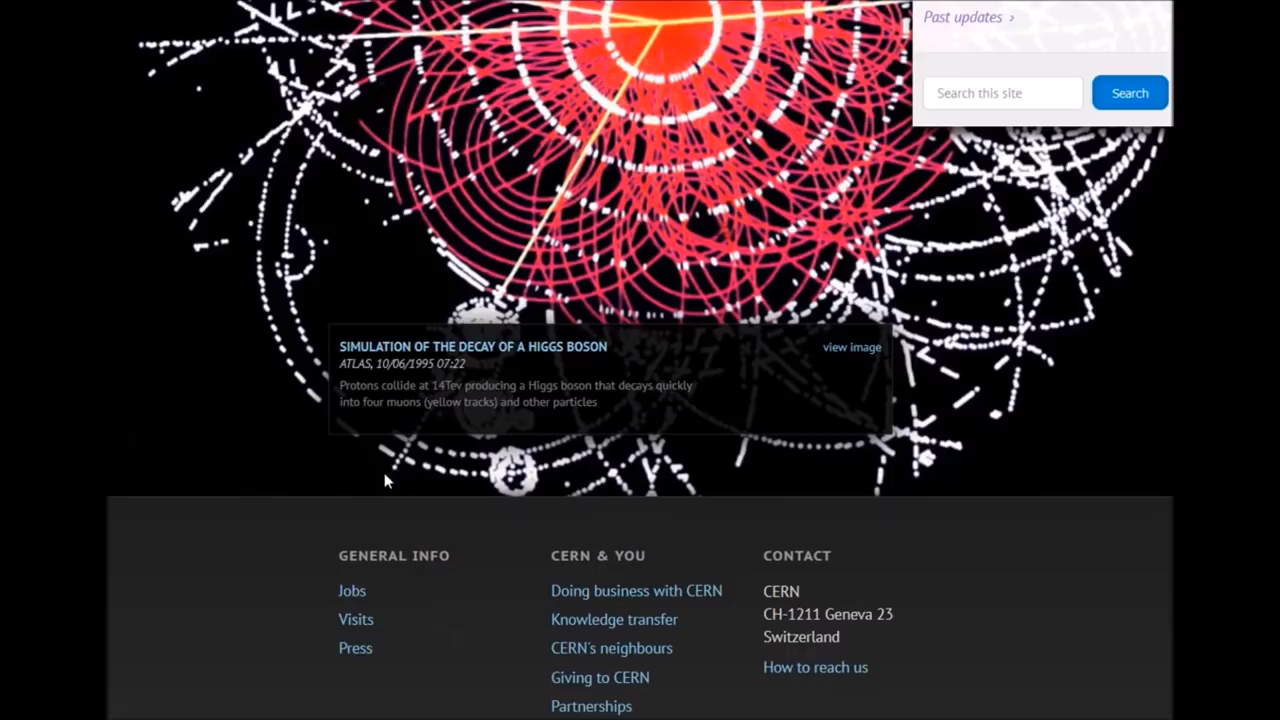 Past updates ›
Search this site
Search
SIMULATION OF THE DECAY OF A HIGGS BOSON
view image
ATLAS, 10/06/1995 07:22
Protons collide at 14Tev producing a Higgs boson that decays quickly
into four muons (yellow tracks) and other particles
GENERAL INFO
Jobs
Visits
Press
CERN & YOU
Doing business with CERN
Knowledge transfer
CERN's neighbours
Giving to CERN
Partnerships
CONTACT
CERN
CH-1211 Geneva 23
Switzerland
How to reach us